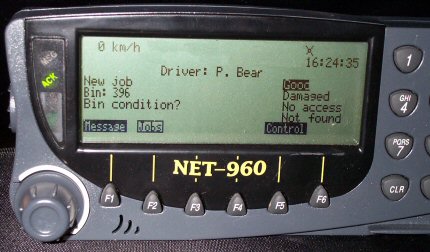 0 km/h
16:24:35
Driver: P. Bear
New job
Bin: 396
Bin condition?
Good
Damaged
No access
Not found
Message Jobs Control
NET-960
F1 F2 F3 F4 F5 F6
MSG
ACK
1
GHI
4
PQRS
7
CLR